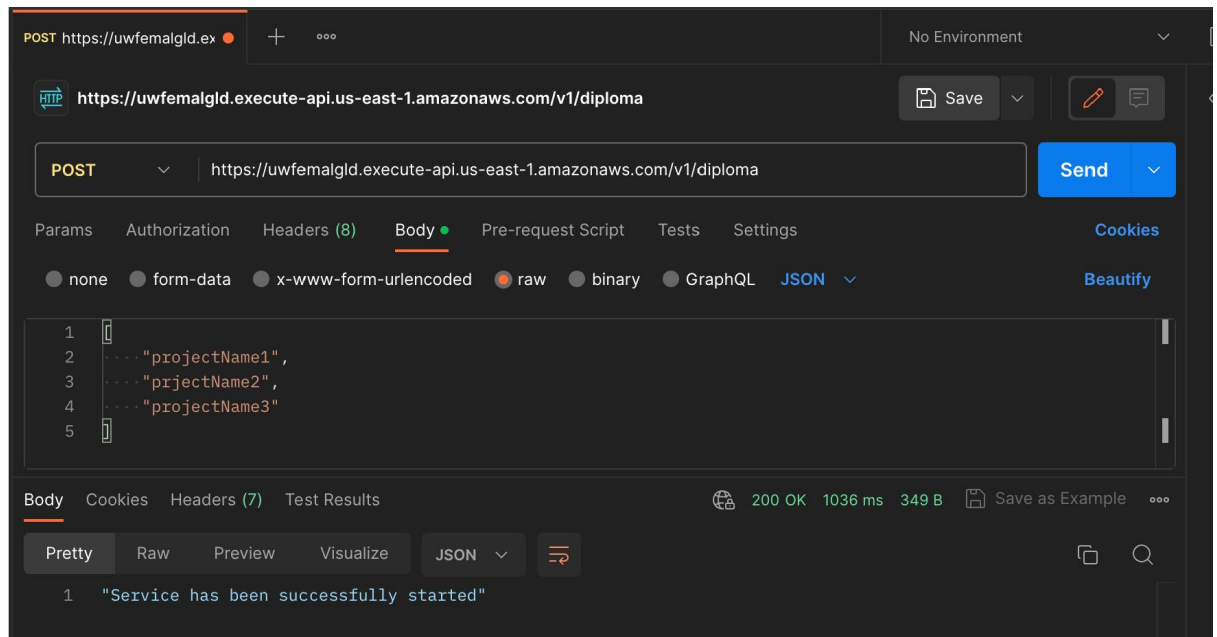 POST https://uwfemalgld.ex
No Environment
HTTP https://uwfemalgld.execute-api.us-east-1.amazonaws.com/v1/diploma Save
POST https://uwfemalgld.execute-api.us-east-1.amazonaws.com/v1/diploma Send
Params Authorization Headers (8) Body Pre-request Script Tests Settings Cookies
none form-data x-www-form-urlencoded raw binary GraphQL JSON Beautify
1 [
2 "projectName1",
3 "prjectName2",
4 "projectName3"
5 ]
Body Cookies Headers (7) Test Results 200 OK 1036 ms 349 B Save as Example
Pretty Raw Preview Visualize JSON
1 "Service has been successfully started"